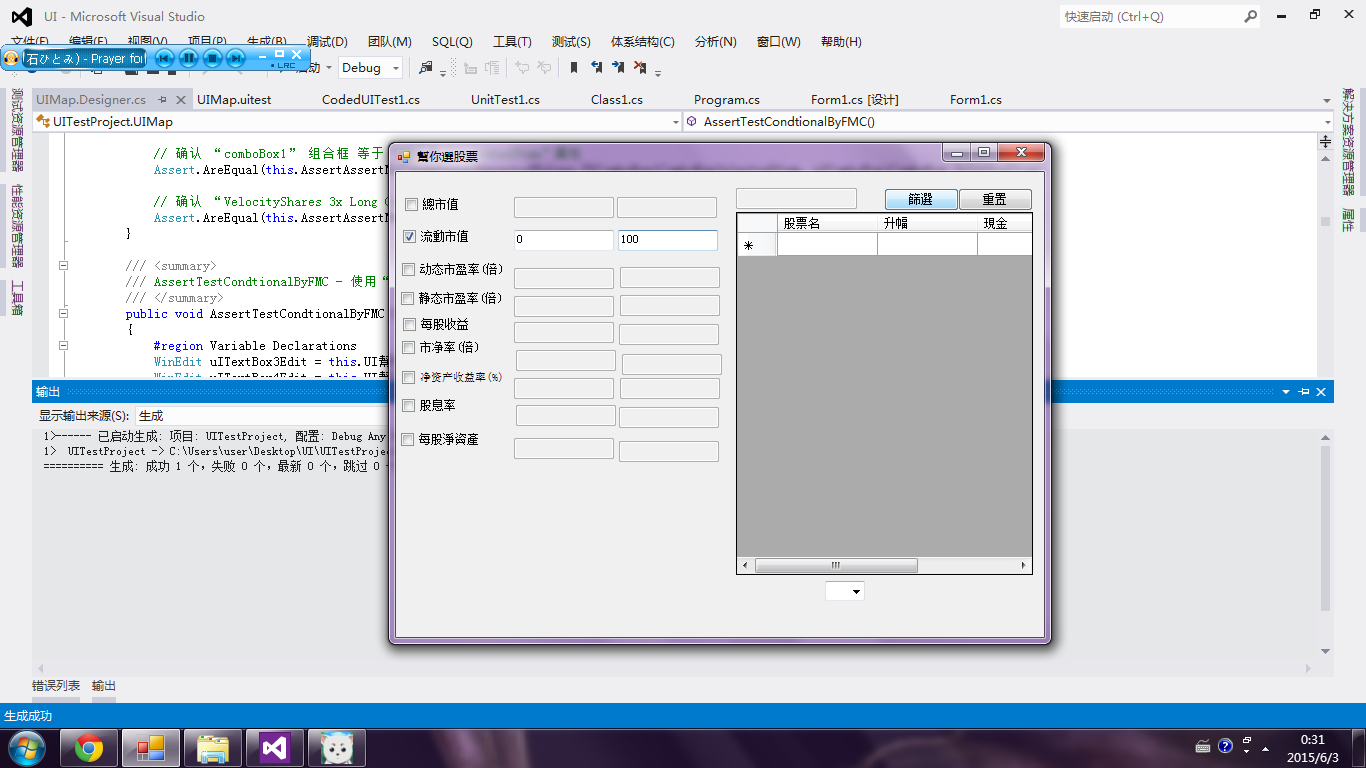 UI - Microsoft Visual Studio
快速启动 (Ctrl+Q)
文件(F) 编辑(E) 视图(V) 项目(P) 生成(B) 调试(D) 团队(M) SQL(Q) 工具(T) 测试(S) 体系结构(C) 分析(N) 窗口(W) 帮助(H)
石ひとみ) - Prayer for
LRC
启动 Debug
UIMap.Designer.cs UIMap.uitest CodedUITest1.cs UnitTest1.cs Class1.cs Program.cs Form1.cs [设计] Form1.cs
UITestProject.UIMap AssertTestCondtionalByFMC()
测试资源管理器
性能资源管理器
工具箱
解决方案资源管理器
属性
// 确认 “comboBox1” 组合框 等于
Assert.AreEqual(this.AssertAssertM
// 确认 “VelocityShares 3x Long
Assert.AreEqual(this.AssertAssertM
}
/// <summary>
/// AssertTestCondtionalByFMC - 使用“
/// </summary>
public void AssertTestCondtionalByFMC
{
#region Variable Declarations
WinEdit uITextBox3Edit = this.UI幫
WinEdit uITextBox4Edit = this.UI幫
幫你選股票
總市值
流動市值 0 100
动态市盈率(倍)
静态市盈率(倍)
每股收益
市净率(倍)
净资产收益率(%)
股息率
每股淨資產
篩選 重置
股票名 升幅 現金
输出
显示输出来源(S): 生成
1>------ 已启动生成: 项目: UITestProject, 配置: Debug Any
1> UITestProject -> C:\Users\user\Desktop\UI\UITestProje
========== 生成: 成功 1 个，失败 0 个，最新 0 个，跳过 0
错误列表 输出
生成成功
0:31
2015/6/3